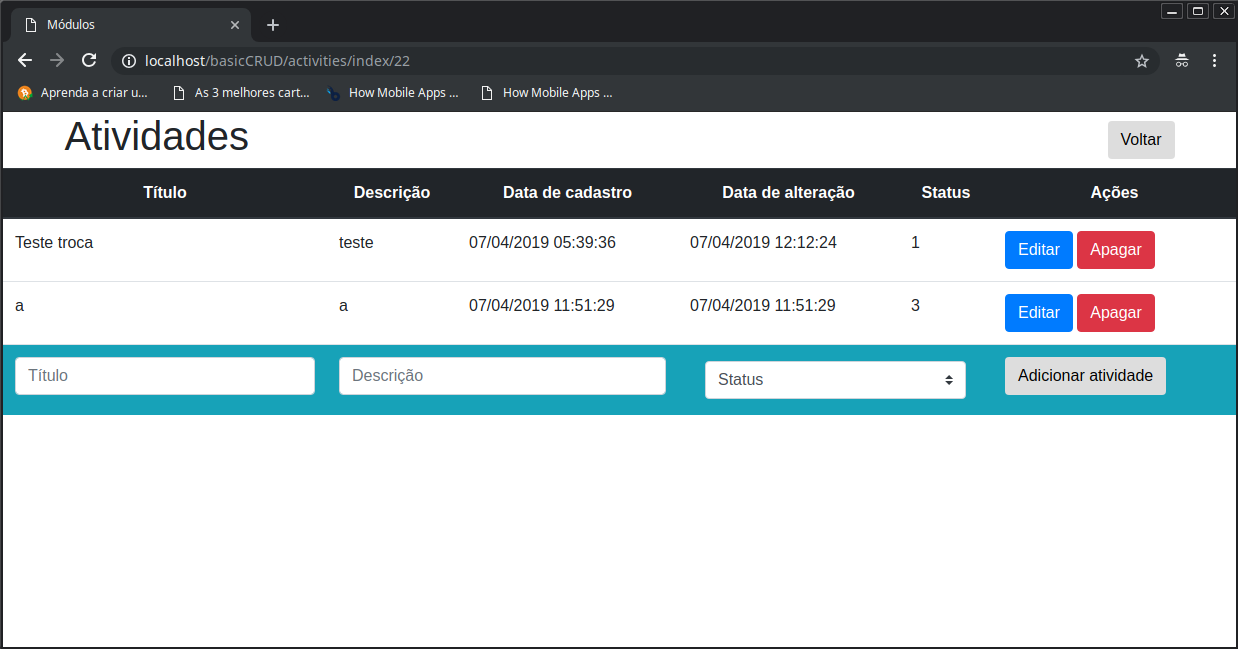 Módulos
localhost/basicCRUD/activities/index/22
Aprenda a criar u... As 3 melhores cart... How Mobile Apps ... How Mobile Apps ...
Atividades Voltar
Título Descrição Data de cadastro Data de alteração Status Ações
Teste troca teste 07/04/2019 05:39:36 07/04/2019 12:12:24 1 Editar Apagar
a a 07/04/2019 11:51:29 07/04/2019 11:51:29 3 Editar Apagar
Título Descrição Status Adicionar atividade